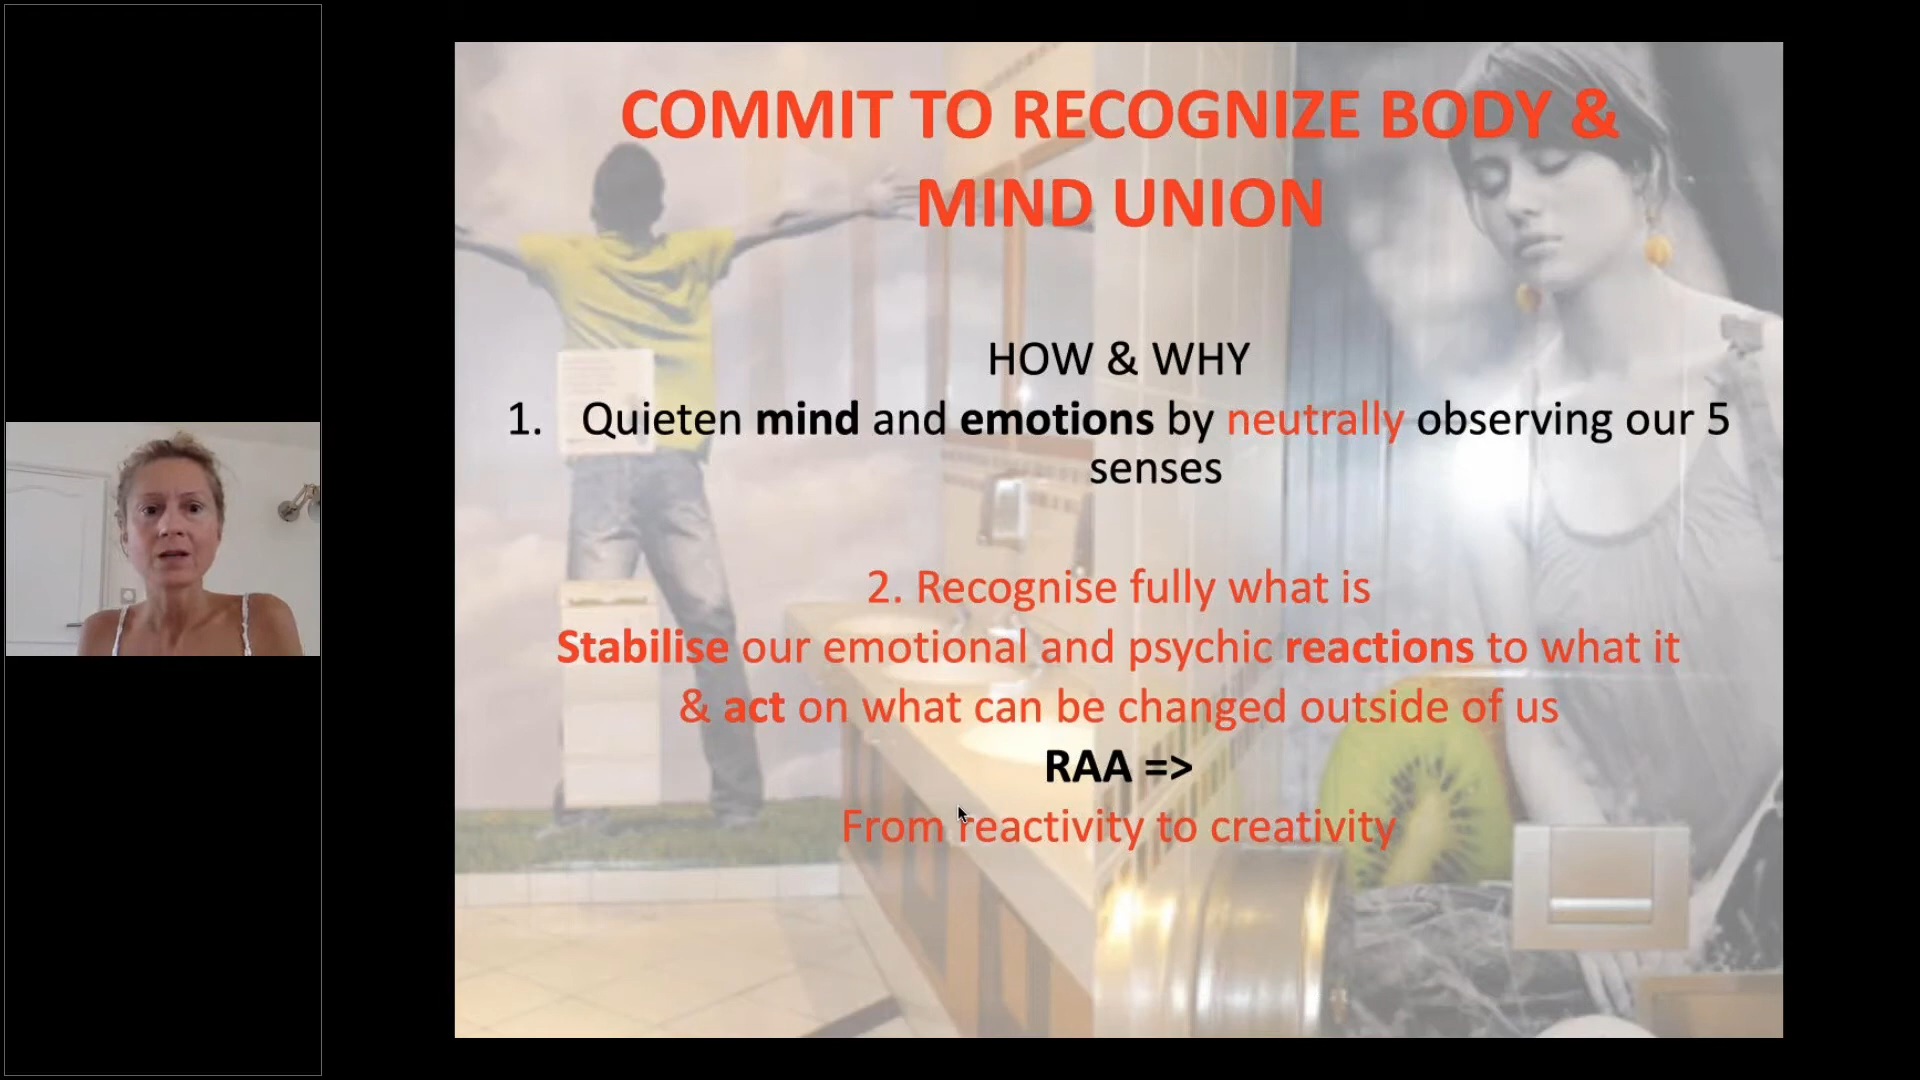 COMMIT TO RECOGNIZE BODY &
MIND UNION
HOW & WHY
1. Quieten mind and emotions by neutrally observing our 5
senses
2. Recognise fully what is
Stabilise our emotional and psychic reactions to what it
& act on what can be changed outside of us
RAA =>
From reactivity to creativity